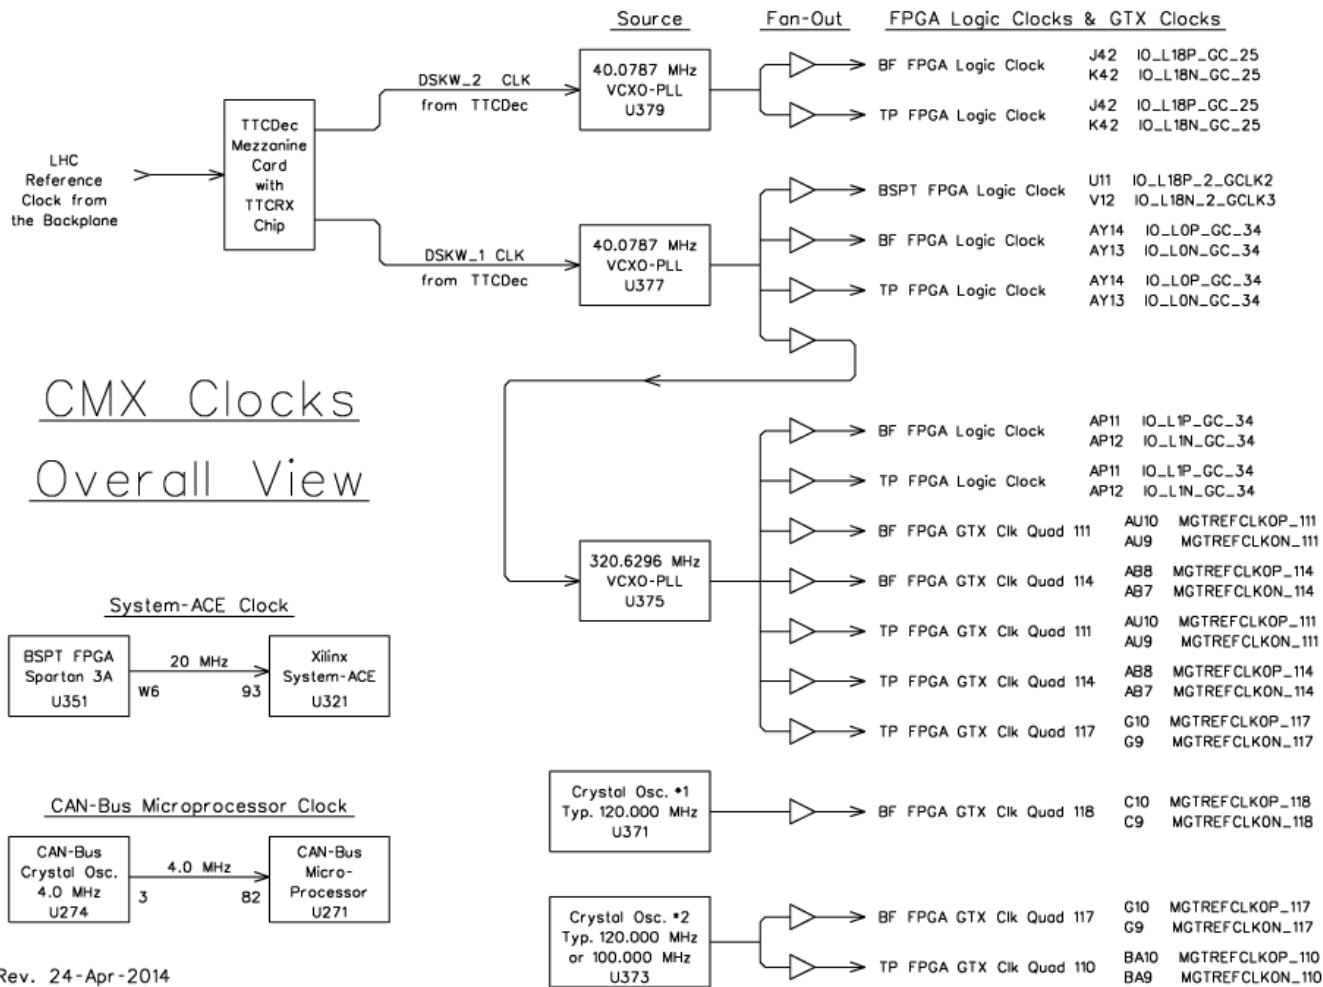 Source
Fan-Out
FPGA Logic Clocks & GTX Clocks
LHC
Reference
Clock from
the Backplane
TTCDec
Mezzanine
Card
with
TTCRX
Chip
DSKW_2 CLK
from TTCDec
40.0787 MHz
VCXO-PLL
U379
BF FPGA Logic Clock
J42 IO_L18P_GC_25
K42 IO_L18N_GC_25
TP FPGA Logic Clock
J42 IO_L18P_GC_25
K42 IO_L18N_GC_25
DSKW_1 CLK
from TTCDec
40.0787 MHz
VCXO-PLL
U377
BSPT FPGA Logic Clock
U11 IO_L18P_2_GCLK2
V12 IO_L18N_2_GCLK3
BF FPGA Logic Clock
AY14 IO_L0P_GC_34
AY13 IO_L0N_GC_34
TP FPGA Logic Clock
AY14 IO_L0P_GC_34
AY13 IO_L0N_GC_34
CMX Clocks
Overall View
320.6296 MHz
VCXO-PLL
U375
BF FPGA Logic Clock
AP11 IO_L1P_GC_34
AP12 IO_L1N_GC_34
TP FPGA Logic Clock
AP11 IO_L1P_GC_34
AP12 IO_L1N_GC_34
BF FPGA GTX Clk Quad 111
AU10 MGTREFCLK0P_111
AU9 MGTREFCLK0N_111
BF FPGA GTX Clk Quad 114
AB8 MGTREFCLK0P_114
AB7 MGTREFCLK0N_114
TP FPGA GTX Clk Quad 111
AU10 MGTREFCLK0P_111
AU9 MGTREFCLK0N_111
TP FPGA GTX Clk Quad 114
AB8 MGTREFCLK0P_114
AB7 MGTREFCLK0N_114
TP FPGA GTX Clk Quad 117
G10 MGTREFCLK0P_117
G9 MGTREFCLK0N_117
System-ACE Clock
BSPT FPGA
Spartan 3A
U351
20 MHz
W6
93
Xilinx
System-ACE
U321
CAN-Bus Microprocessor Clock
CAN-Bus
Crystal Osc.
4.0 MHz
U274
4.0 MHz
3
82
CAN-Bus
Micro-
Processor
U271
Crystal Osc. #1
Typ. 120.000 MHz
U371
BF FPGA GTX Clk Quad 118
C10 MGTREFCLK0P_118
C9 MGTREFCLK0N_118
Crystal Osc. #2
Typ. 120.000 MHz
or 100.000 MHz
U373
BF FPGA GTX Clk Quad 117
G10 MGTREFCLK0P_117
G9 MGTREFCLK0N_117
TP FPGA GTX Clk Quad 110
BA10 MGTREFCLK0P_110
BA9 MGTREFCLK0N_110
Rev. 24-Apr-2014